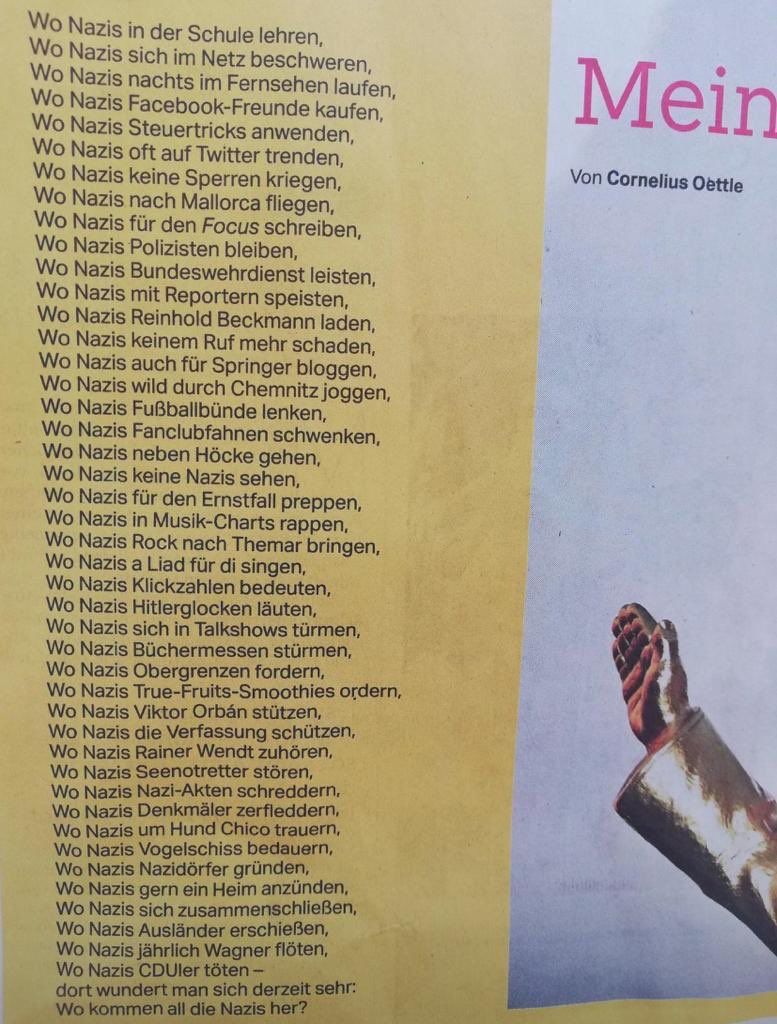 Wo Nazis in der Schule lehren,
Wo Nazis sich im Netz beschweren,
Wo Nazis nachts im Fernsehen laufen,
Wo Nazis Facebook-Freunde kaufen,
Wo Nazis Steuertricks anwenden,
Wo Nazis oft auf Twitter trenden,
Wo Nazis keine Sperren kriegen,
Wo Nazis nach Mallorca fliegen,
Wo Nazis für den Focus schreiben,
Wo Nazis Polizisten bleiben,
Wo Nazis Bundeswehrdienst leisten,
Wo Nazis mit Reportern speisten,
Wo Nazis Reinhold Beckmann laden,
Wo Nazis keinem Ruf mehr schaden,
Wo Nazis auch für Springer bloggen,
Wo Nazis wild durch Chemnitz joggen,
Wo Nazis Fußballbünde lenken,
Wo Nazis Fanclubfahnen schwenken,
Wo Nazis neben Höcke gehen,
Wo Nazis keine Nazis sehen,
Wo Nazis für den Ernstfall preppen,
Wo Nazis in Musik-Charts rappen,
Wo Nazis Rock nach Themar bringen,
Wo Nazis a Liad für di singen,
Wo Nazis Klickzahlen bedeuten,
Wo Nazis Hitlerglocken läuten,
Wo Nazis sich in Talkshows türmen,
Wo Nazis Büchermessen stürmen,
Wo Nazis Obergrenzen fordern,
Wo Nazis True-Fruits-Smoothies ordern,
Wo Nazis Viktor Orbán stützen,
Wo Nazis die Verfassung schützen,
Wo Nazis Rainer Wendt zuhören,
Wo Nazis Seenotretter stören,
Wo Nazis Nazi-Akten schreddern,
Wo Nazis Denkmäler zerfleddern,
Wo Nazis um Hund Chico trauern,
Wo Nazis Vogelschiss bedauern,
Wo Nazis Nazidörfer gründen,
Wo Nazis gern ein Heim anzünden,
Wo Nazis sich zusammenschließen,
Wo Nazis Ausländer erschießen,
Wo Nazis jährlich Wagner flöten,
Wo Nazis CDUler töten –
dort wundert man sich derzeit sehr:
Wo kommen all die Nazis her?
Mein
Von Cornelius Oettle